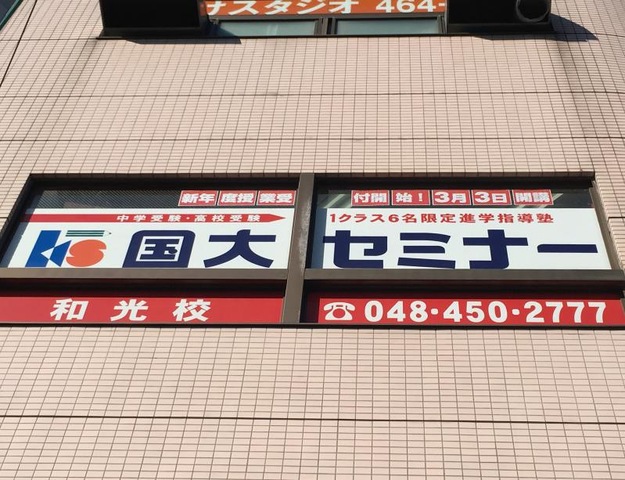 サスタジオ 464-
新年 度授 業受 付開 始! 3月 3日 開講
中学受験・高校受験
1クラス6名限定進学指導塾
KS 国大セミナー
和光校
☎048・450・2777